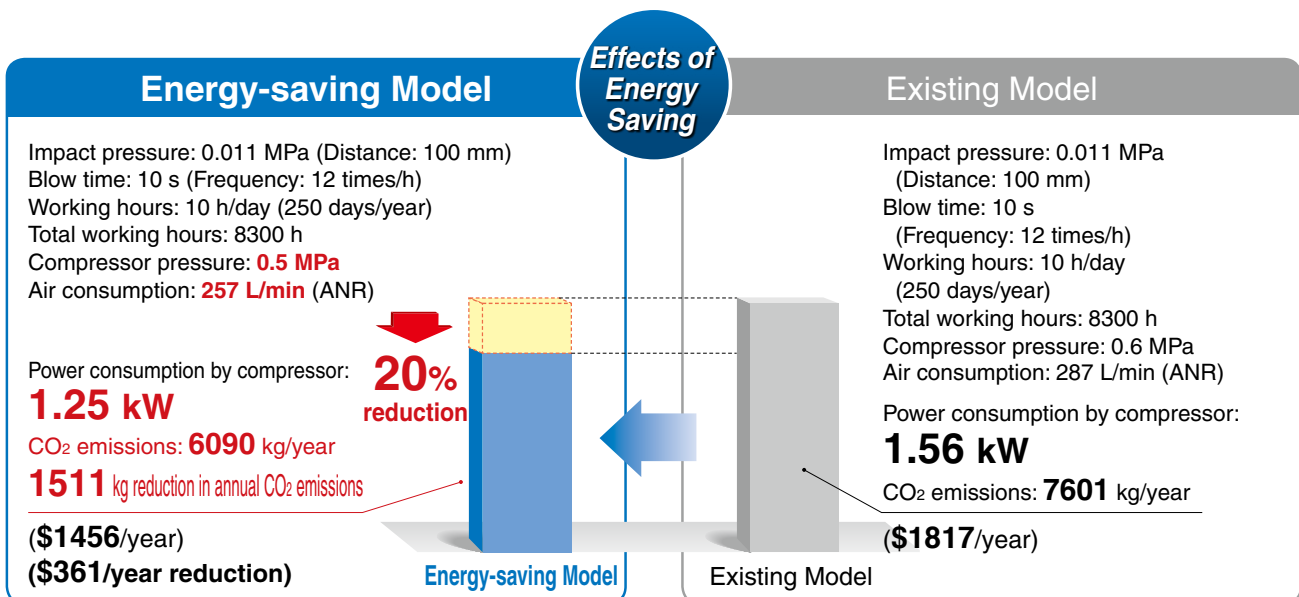 Effects of
Energy
Saving
Energy-saving Model
Impact pressure: 0.011 MPa (Distance: 100 mm)
Blow time: 10 s (Frequency: 12 times/h)
Working hours: 10 h/day (250 days/year)
Total working hours: 8300 h
Compressor pressure: 0.5 MPa
Air consumption: 257 L/min (ANR)
Power consumption by compressor:
1.25 kW
CO2 emissions: 6090 kg/year
1511 kg reduction in annual CO2 emissions
($1456/year)
($361/year reduction)
20%
reduction
Energy-saving Model
Existing Model
Existing Model
Impact pressure: 0.011 MPa
(Distance: 100 mm)
Blow time: 10 s
(Frequency: 12 times/h)
Working hours: 10 h/day
(250 days/year)
Total working hours: 8300 h
Compressor pressure: 0.6 MPa
Air consumption: 287 L/min (ANR)
Power consumption by compressor:
1.56 kW
CO2 emissions: 7601 kg/year
($1817/year)